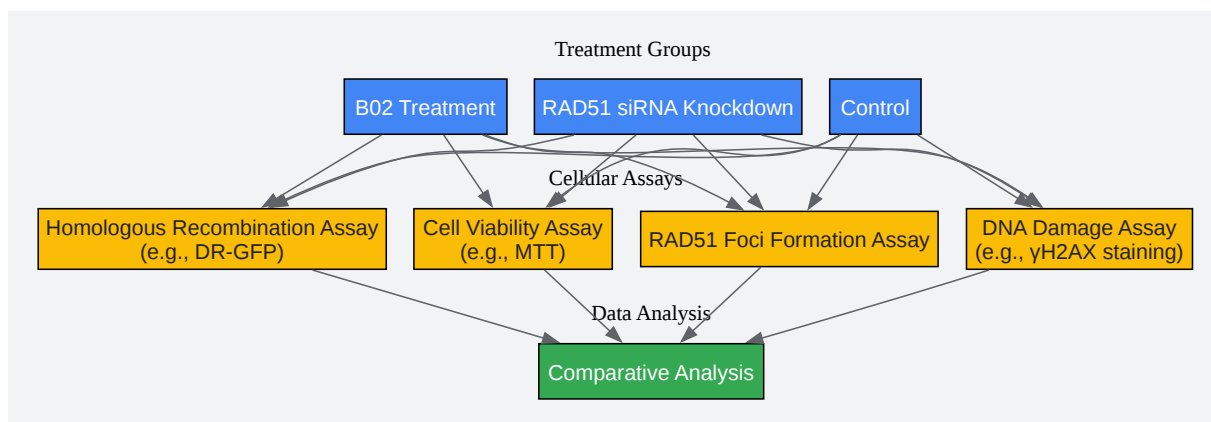 Treatment Groups
B02 Treatment
RAD51 siRNA Knockdown
Control
Cellular Assays
Homologous Recombination Assay
(e.g., DR-GFP)
Cell Viability Assay
(e.g., MTT)
RAD51 Foci Formation Assay
DNA Damage Assay
(e.g., γH2AX staining)
Data Analysis
Comparative Analysis